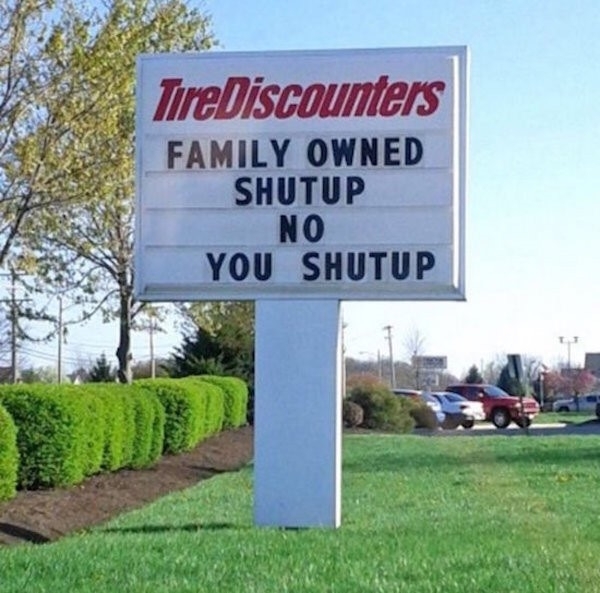 TireDiscounters
FAMILY OWNED
SHUTUP
NO
YOU SHUTUP